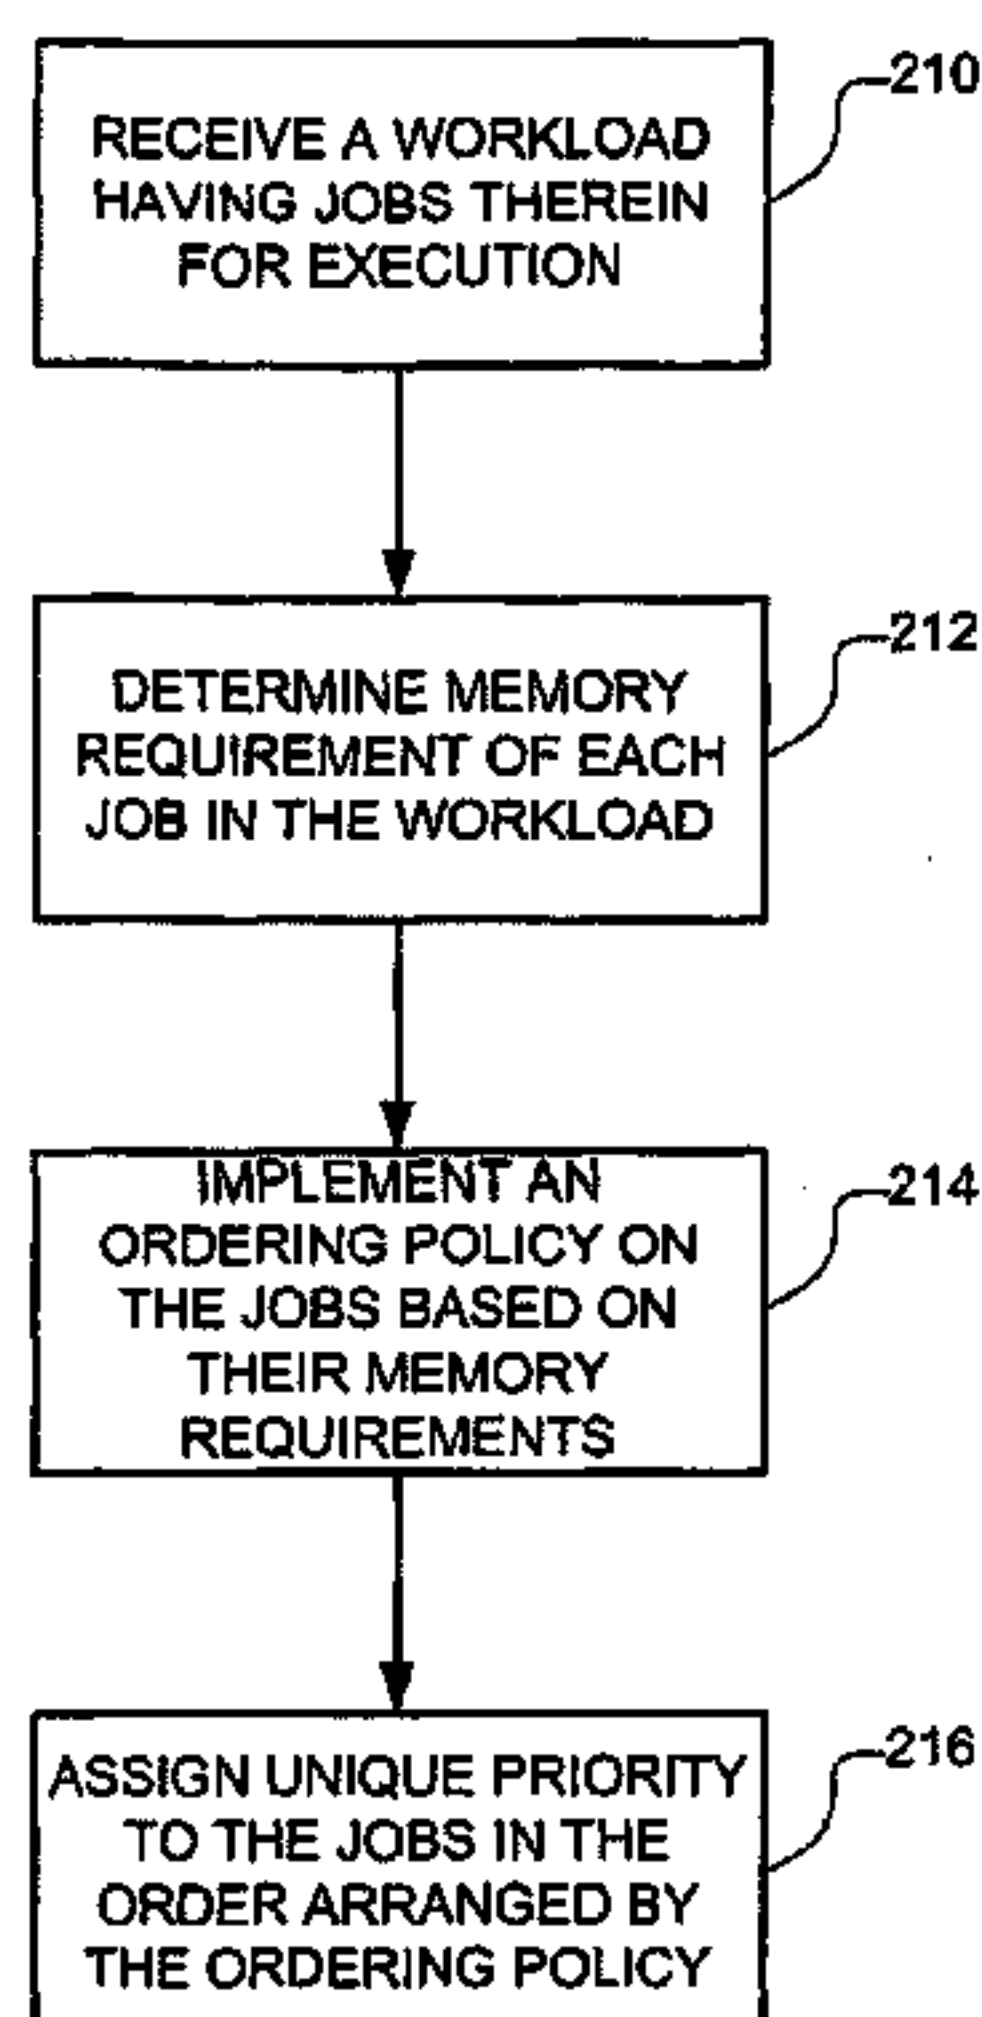 210
RECEIVE A WORKLOAD
HAVING JOBS THEREIN
FOR EXECUTION
212
DETERMINE MEMORY
REQUIREMENT OF EACH
JOB IN THE WORKLOAD
214
IMPLEMENT AN
ORDERING POLICY ON
THE JOBS BASED ON
THEIR MEMORY
REQUIREMENTS
216
ASSIGN UNIQUE PRIORITY
TO THE JOBS IN THE
ORDER ARRANGED BY
THE ORDERING POLICY